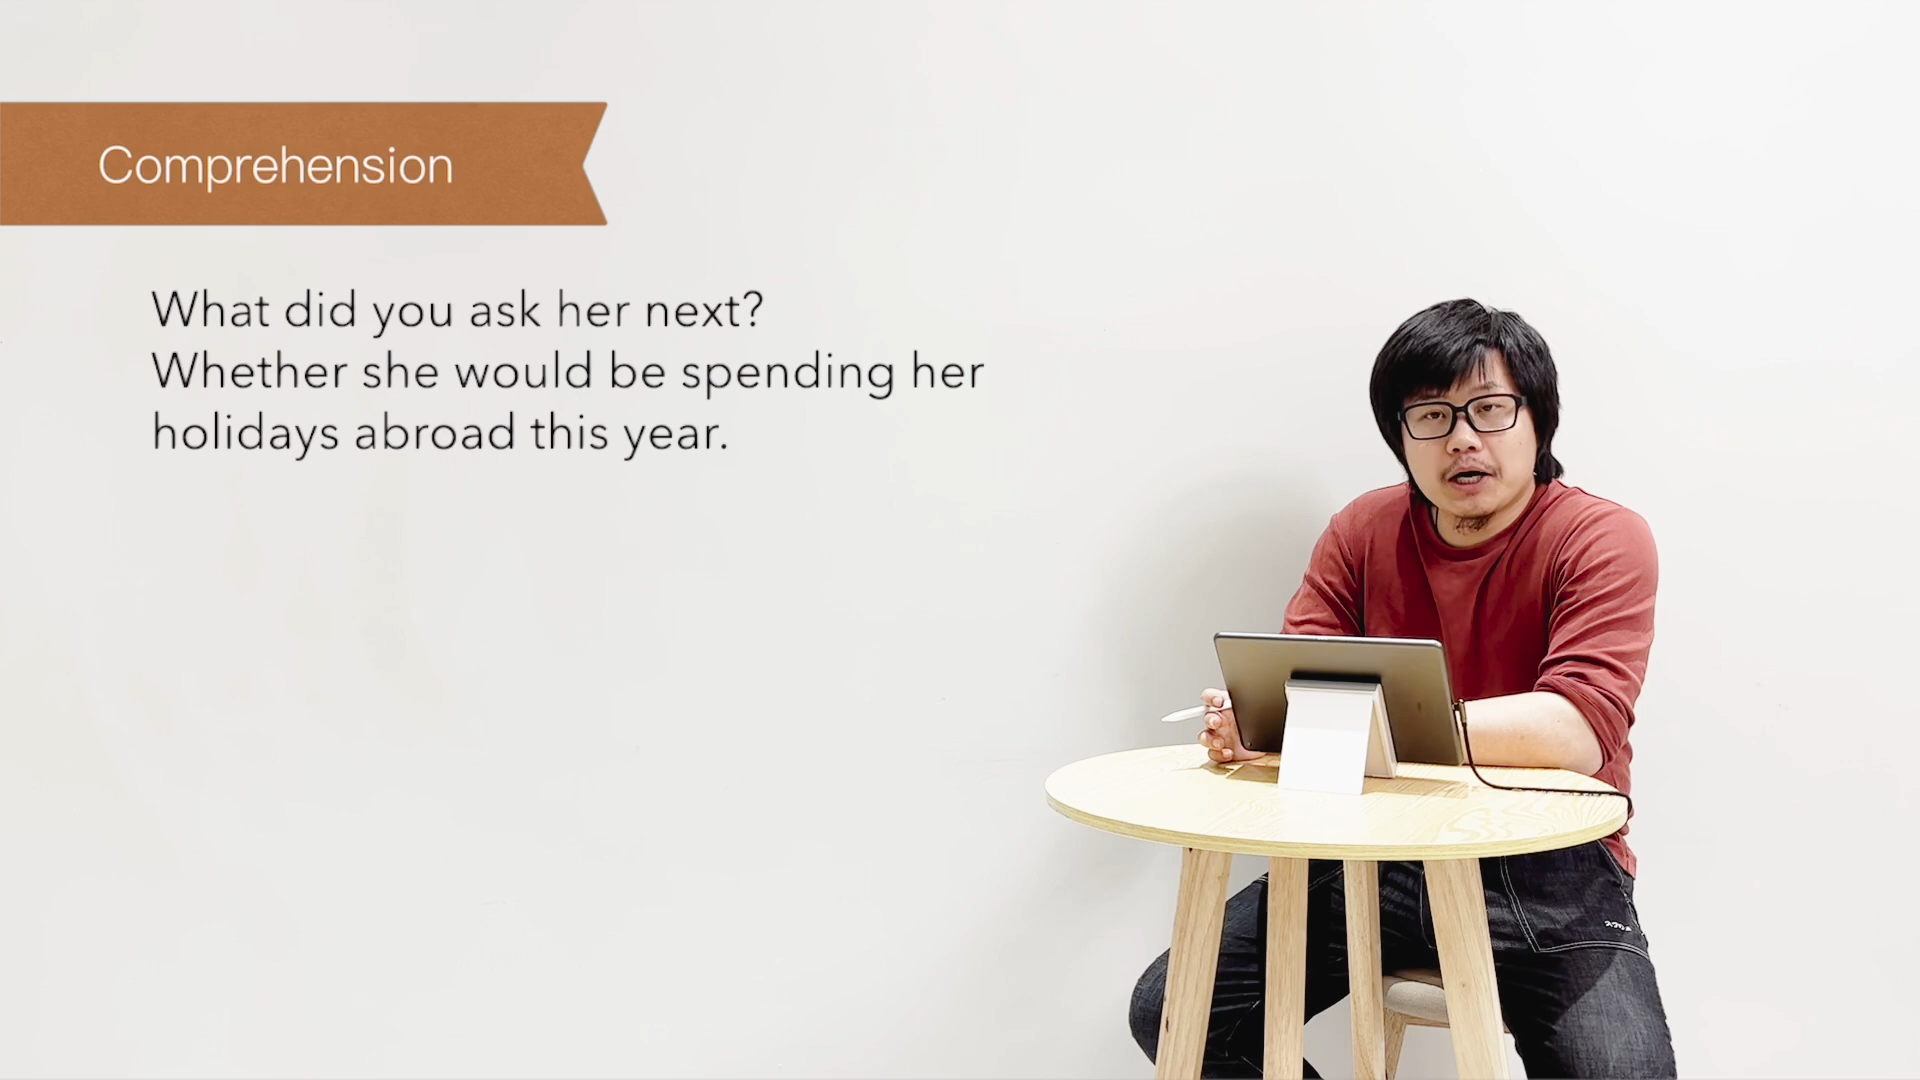 Comprehension
What did you ask her next?
Whether she would be spending her
holidays abroad this year.